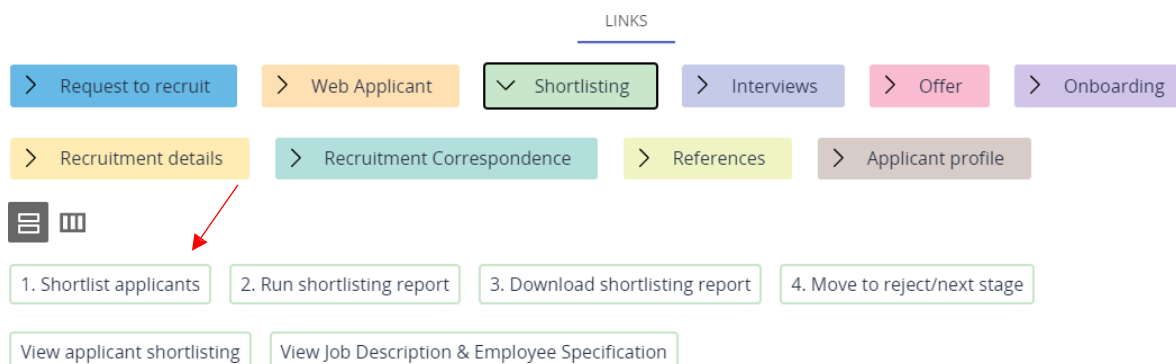 LINKS
Request to recruit Web Applicant Shortlisting Interviews Offer Onboarding
Recruitment details Recruitment Correspondence References Applicant profile
1. Shortlist applicants 2. Run shortlisting report 3. Download shortlisting report 4. Move to reject/next stage
View applicant shortlisting View Job Description & Employee Specification